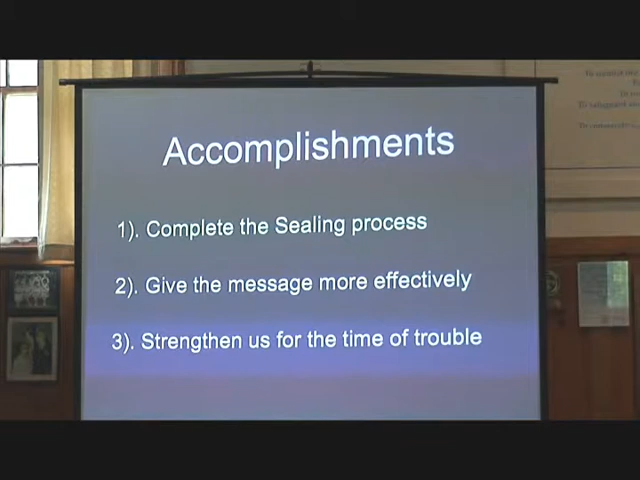 Accomplishments
1). Complete the Sealing process
2). Give the message more effectively
3). Strengthen us for the time of trouble